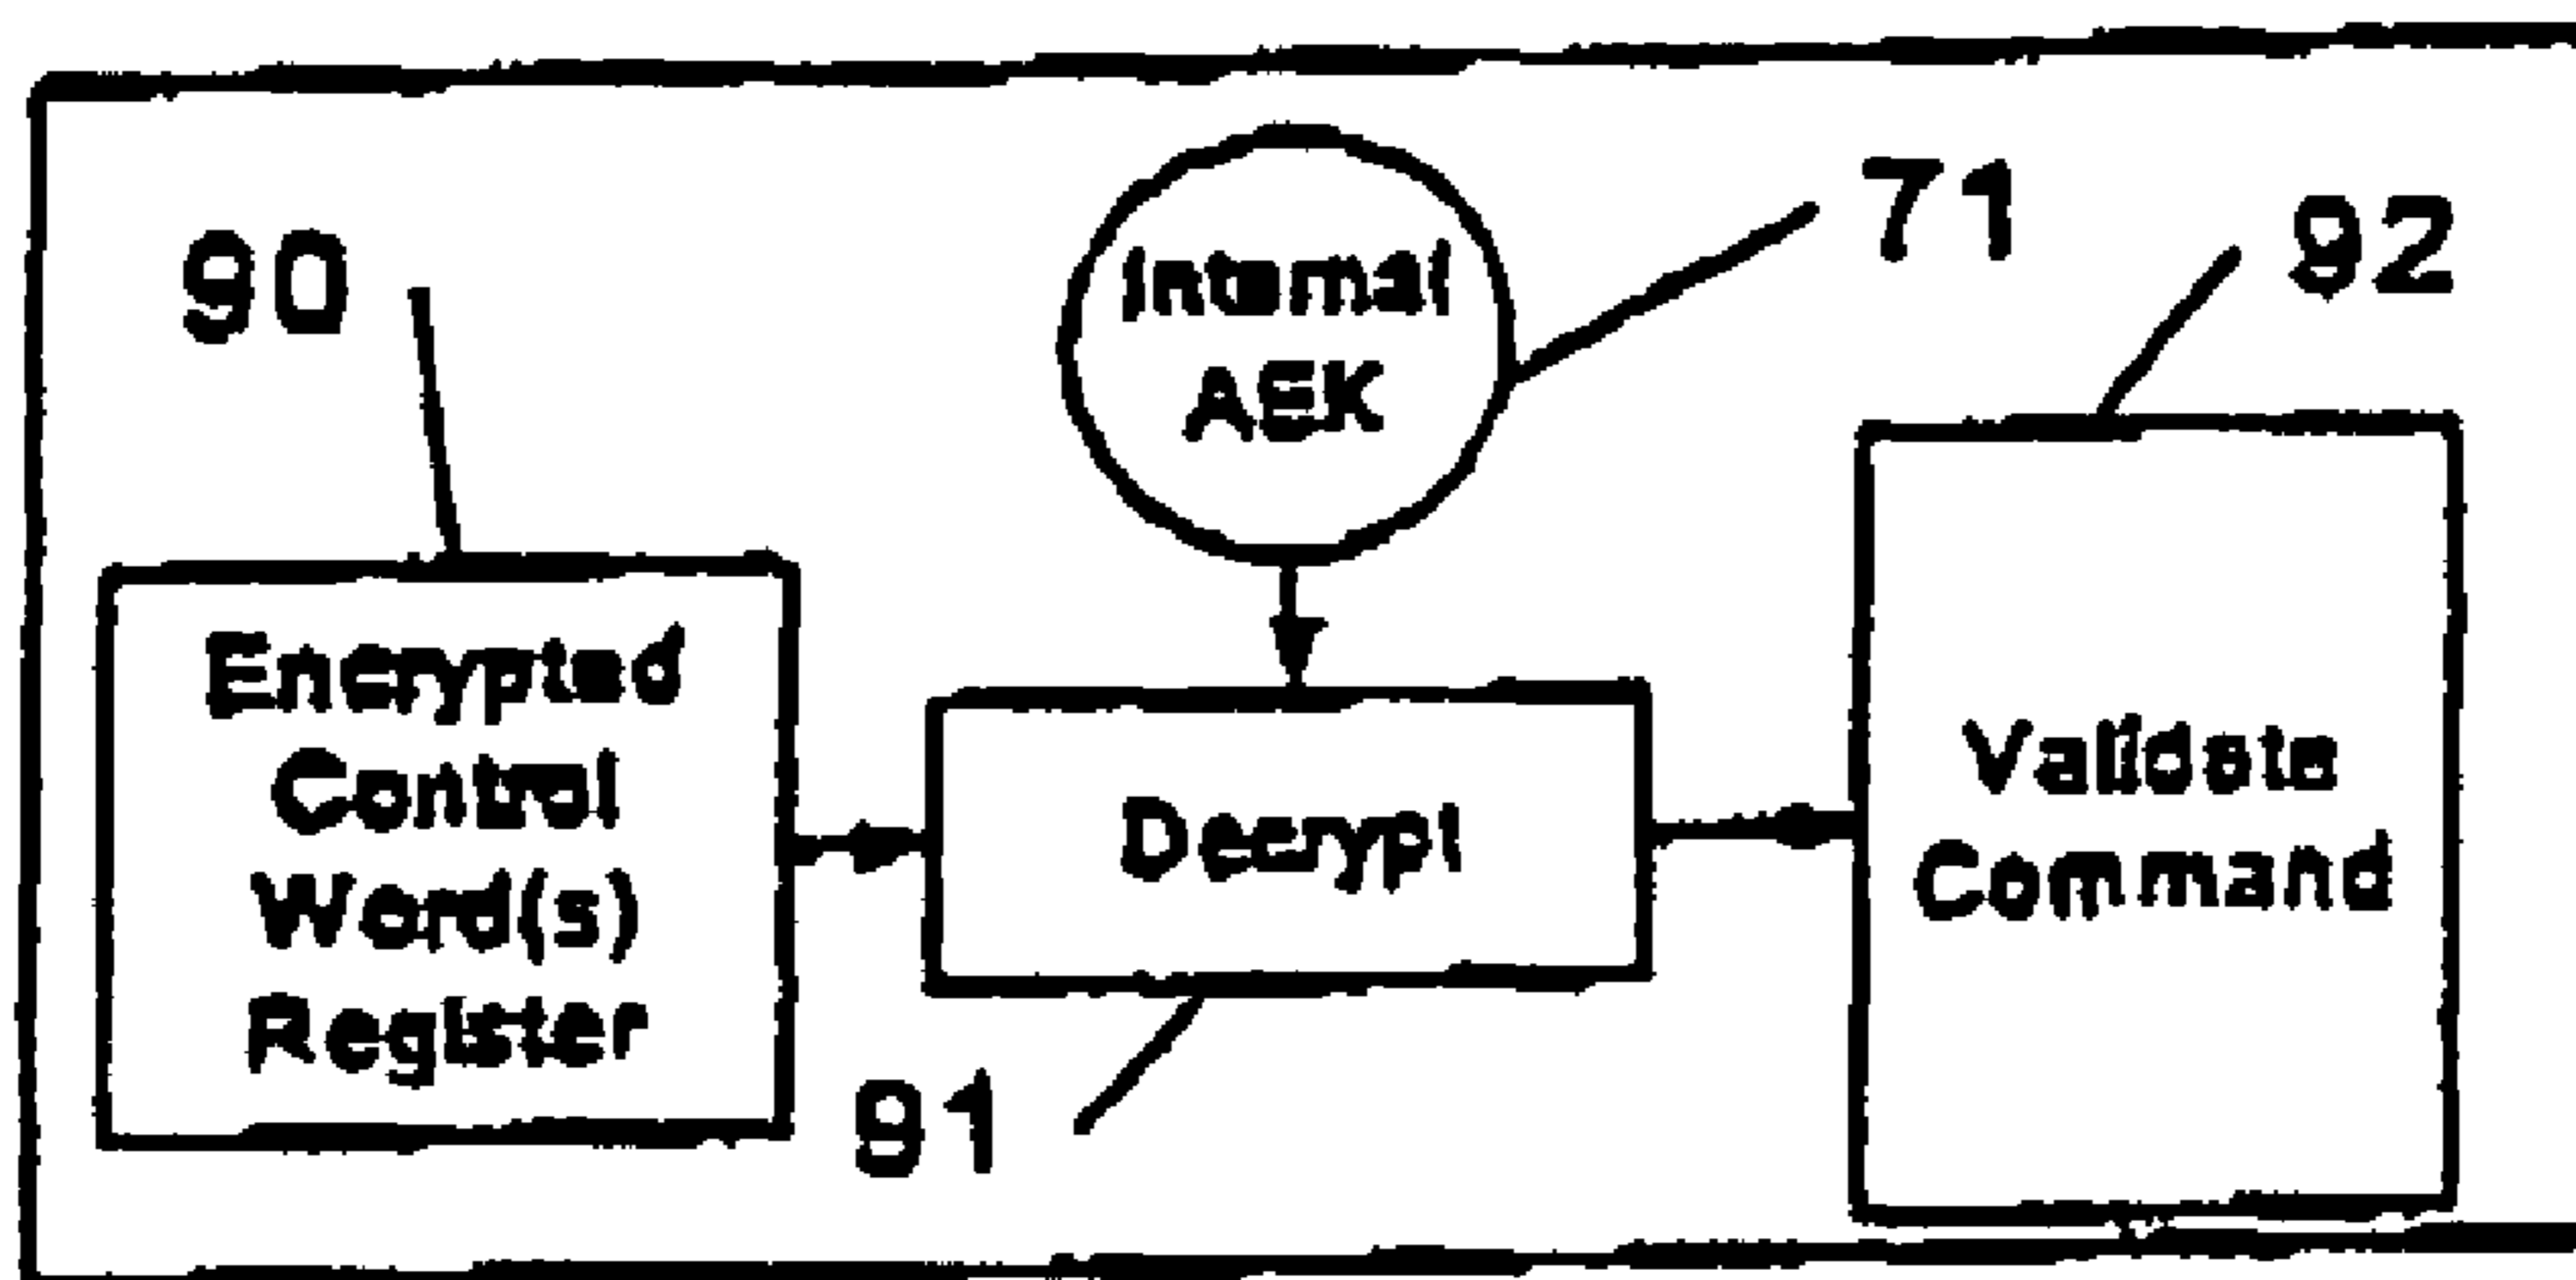 71
92
90
Internal
AEK
Encrypted
Control
Word(s)
Register
Decrypt
Validate
Command
91